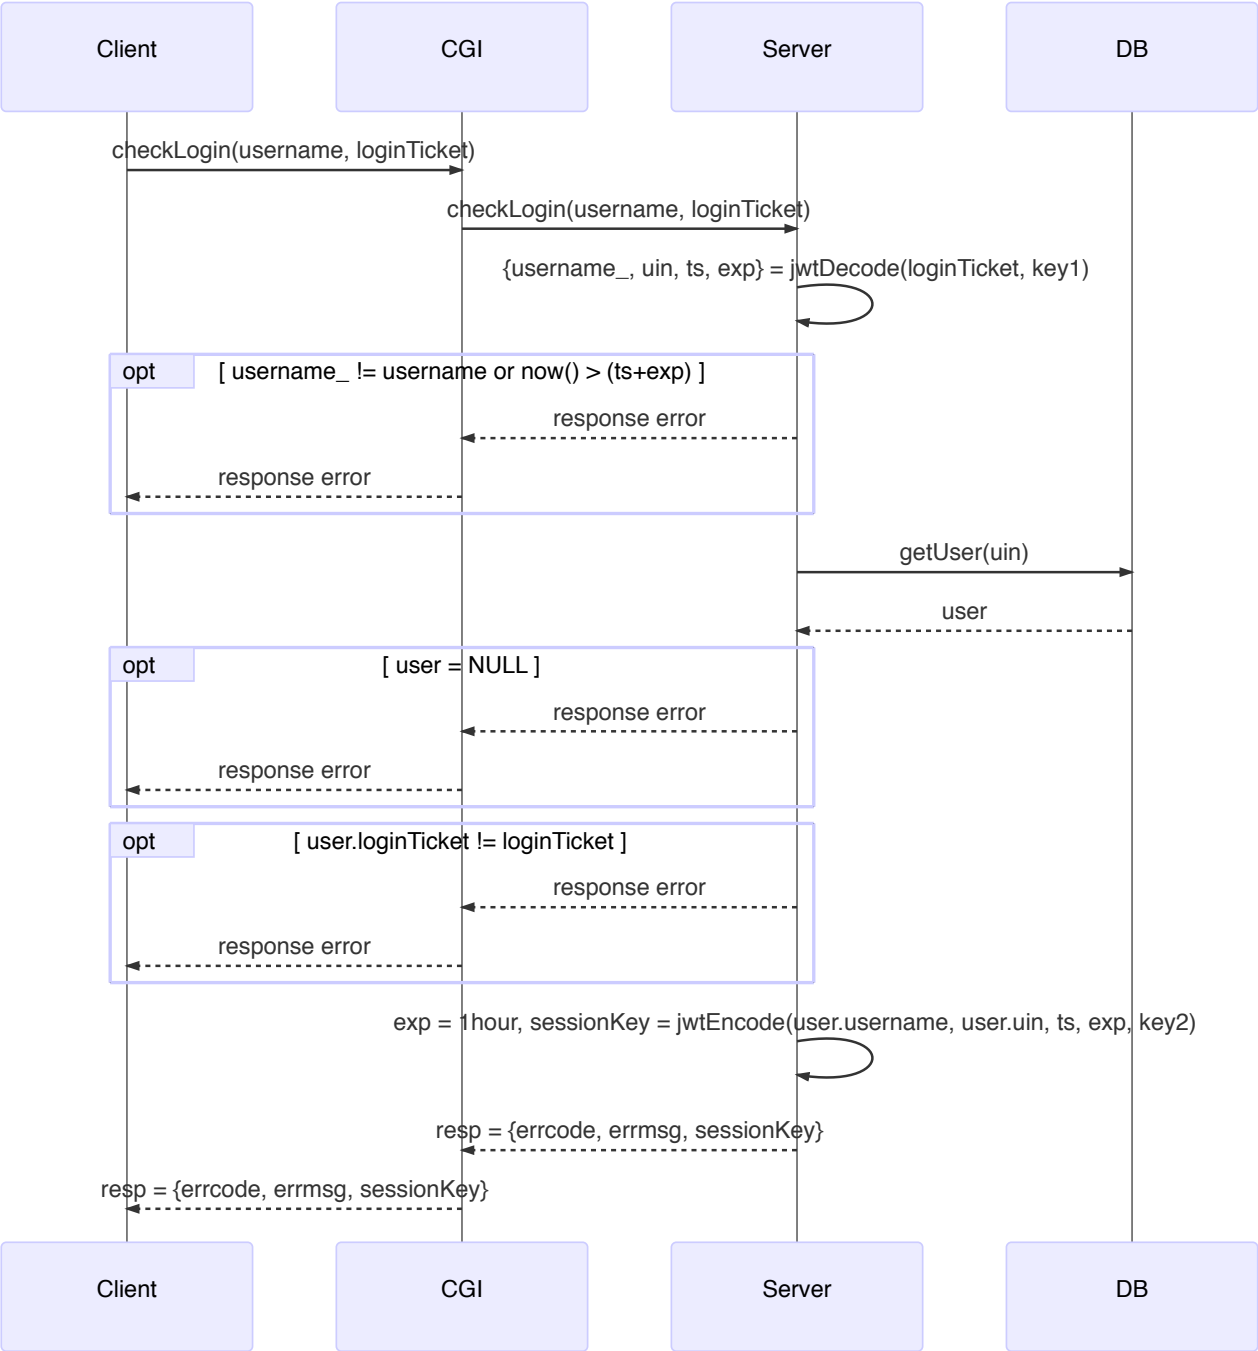 Client CGI Server DB
checkLogin(username, loginTicket)
checkLogin(username, loginTicket)
{username_, uin, ts, exp} = jwtDecode(loginTicket, key1)
opt [ username_ != username or now() > (ts+exp) ]
response error
response error
getUser(uin)
user
opt [ user = NULL ]
response error
response error
opt [ user.loginTicket != loginTicket ]
response error
response error
exp = 1hour, sessionKey = jwtEncode(user.username, user.uin, ts, exp, key2)
resp = {errcode, errmsg, sessionKey}
resp = {errcode, errmsg, sessionKey}
Client CGI Server DB